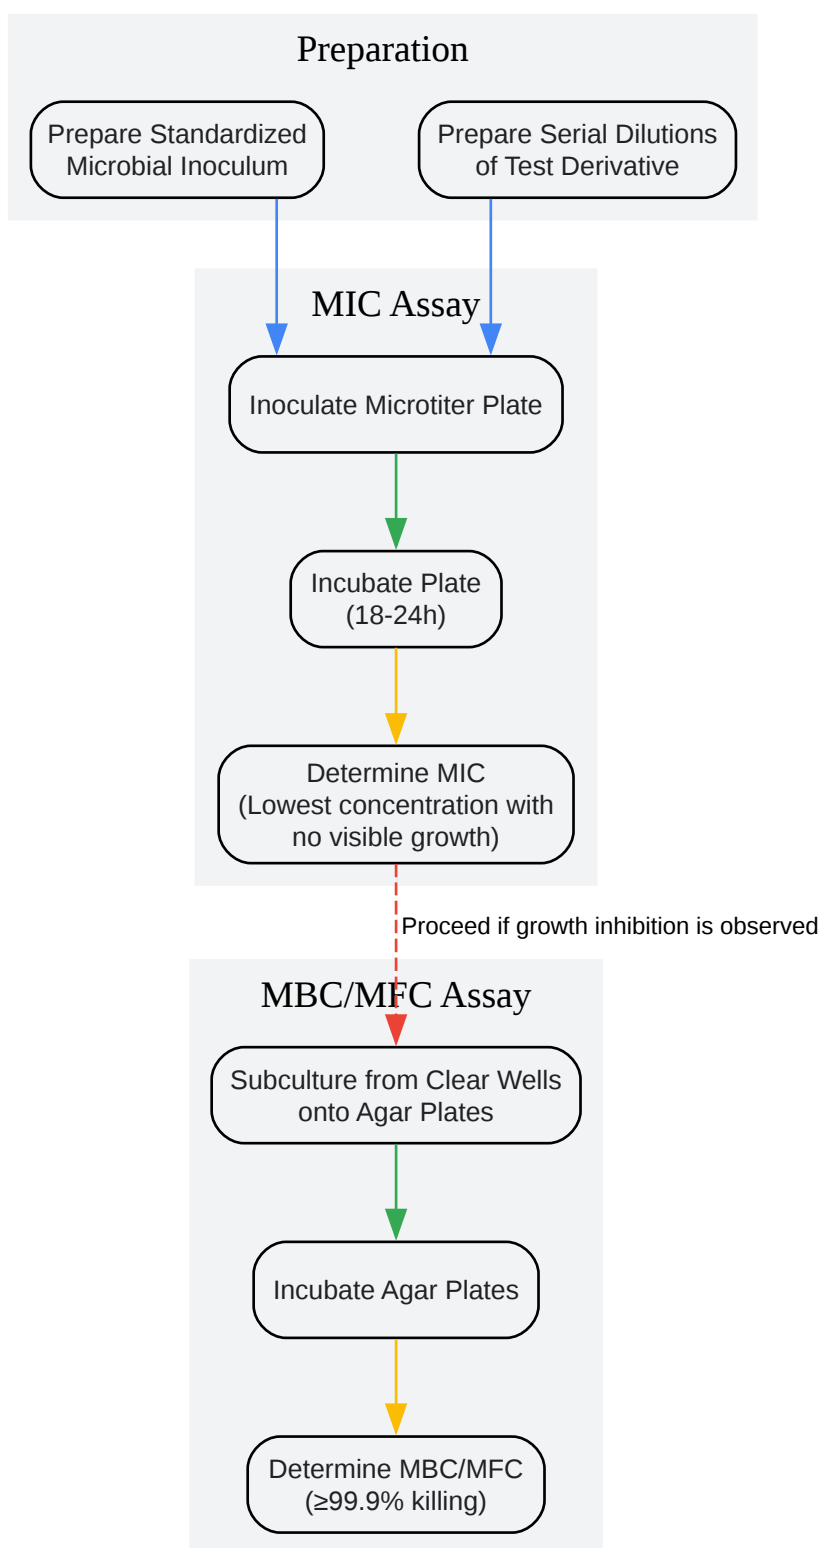 Preparation
Prepare Standardized
Microbial Inoculum
Prepare Serial Dilutions
of Test Derivative
MIC Assay
Inoculate Microtiter Plate
Incubate Plate
(18-24h)
Determine MIC
(Lowest concentration with
no visible growth)
Proceed if growth inhibition is observed
MBC/MFC Assay
Subculture from Clear Wells
onto Agar Plates
Incubate Agar Plates
Determine MBC/MFC
(≥99.9% killing)